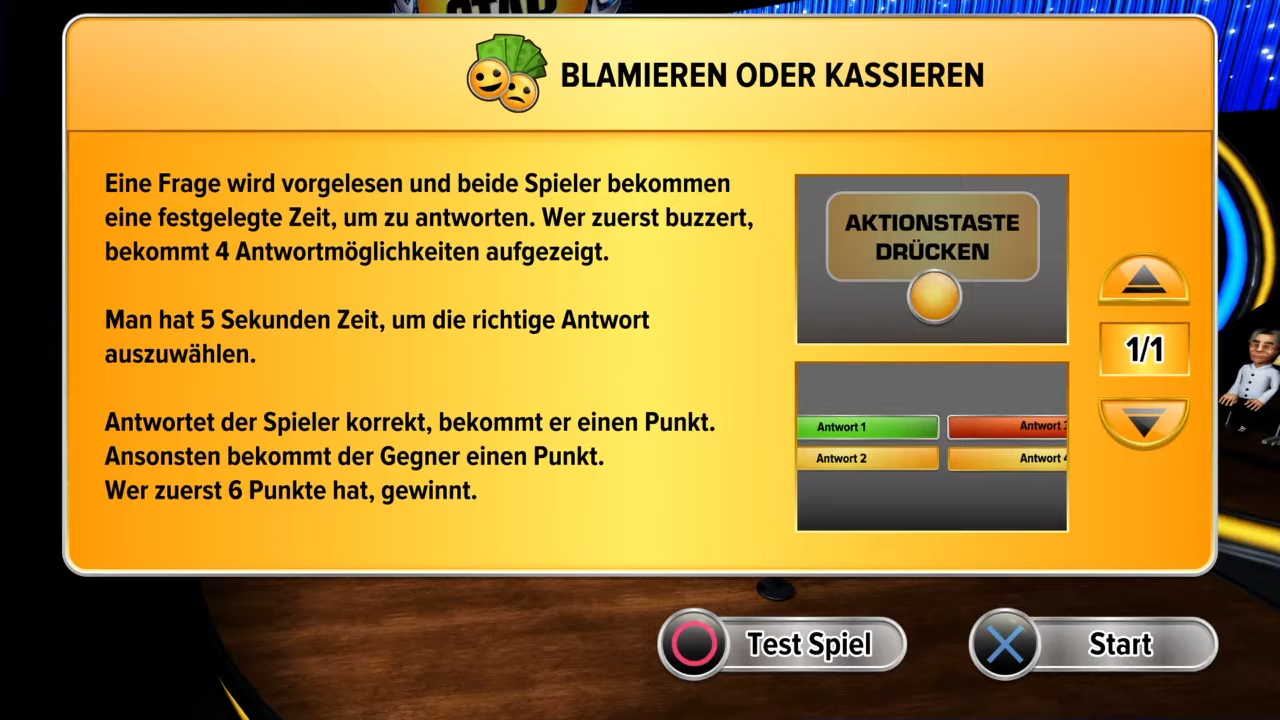 BLAMIEREN ODER KASSIEREN
Eine Frage wird vorgelesen und beide Spieler bekommen
eine festgelegte Zeit, um zu antworten. Wer zuerst buzzert,
bekommt 4 Antwortmöglichkeiten aufgezeigt.
Man hat 5 Sekunden Zeit, um die richtige Antwort
auszuwählen.
Antwortet der Spieler korrekt, bekommt er einen Punkt.
Ansonsten bekommt der Gegner einen Punkt.
Wer zuerst 6 Punkte hat, gewinnt.
AKTIONSTASTE
DRÜCKEN
Antwort 1
Antwort 3
Antwort 2
Antwort 4
1/1
Test Spiel
Start